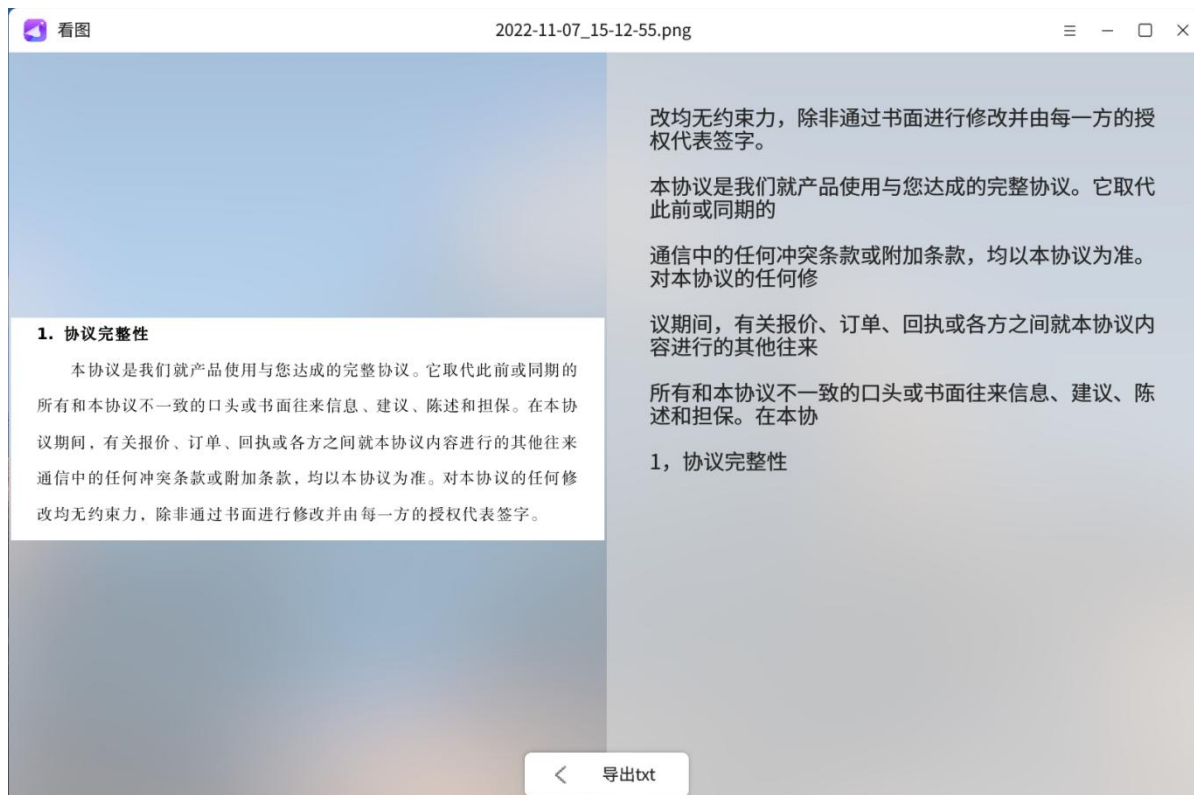 看图
2022-11-07_15-12-55.png
1. 协议完整性
本协议是我们就产品使用与您达成的完整协议。它取代此前或同期的
所有和本协议不一致的口头或书面往来信息、建议、陈述和担保。在本协
议期间，有关报价、订单、回执或各方之间就本协议内容进行的其他往来
通信中的任何冲突条款或附加条款，均以本协议为准。对本协议的任何修
改均无约束力，除非通过书面进行修改并由每一方的授权代表签字。
改均无约束力，除非通过书面进行修改并由每一方的授
权代表签字。
本协议是我们就产品使用与您达成的完整协议。它取代
此前或同期的
通信中的任何冲突条款或附加条款，均以本协议为准。
对本协议的任何修
议期间，有关报价、订单、回执或各方之间就本协议内
容进行的其他往来
所有和本协议不一致的口头或书面往来信息、建议、陈
述和担保。在本协
1，协议完整性
导出txt